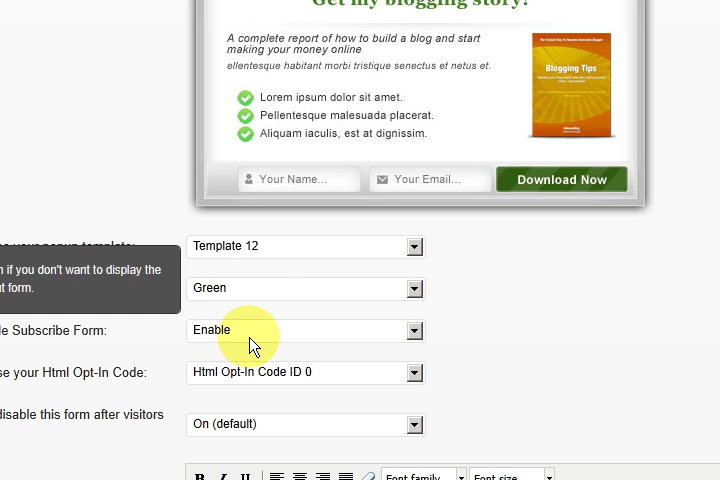 Get my blogging story!
A complete report of how to build a blog and start
making your money online
ellentesque habitant morbi tristique senectus et netus et.
Blogging Tips
Lorem ipsum dolor sit amet.
Pellentesque malesuada placerat.
Aliquam iaculis, est at dignissim.
Your Name...
Your Email...
Download Now
your popup template:
Template 12
if you don't want to display the
form.
Green
Subscribe Form:
Enable
your Html Opt-In Code:
Html Opt-In Code ID 0
disable this form after visitors
On (default)
B I U
Font family
Font size